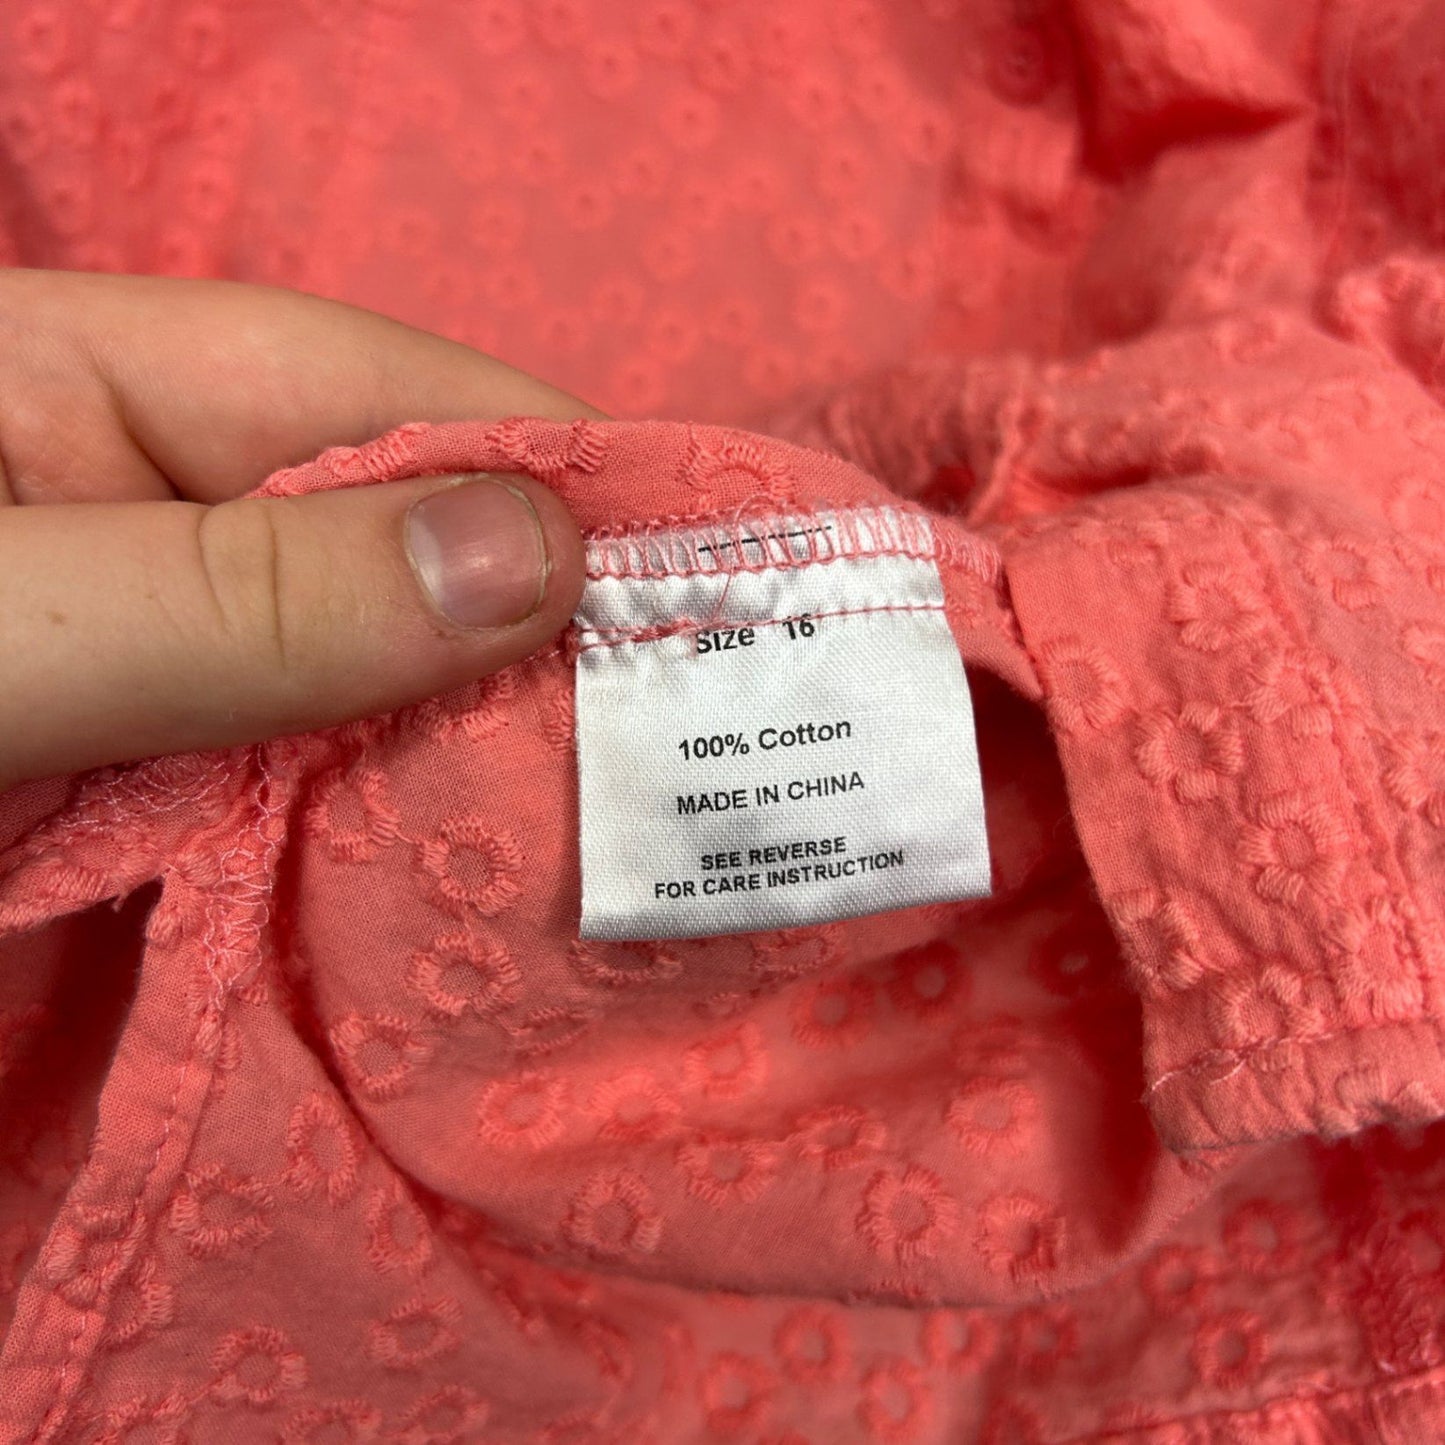 Size 16
100% Cotton
MADE IN CHINA
SEE REVERSE
FOR CARE INSTRUCTION